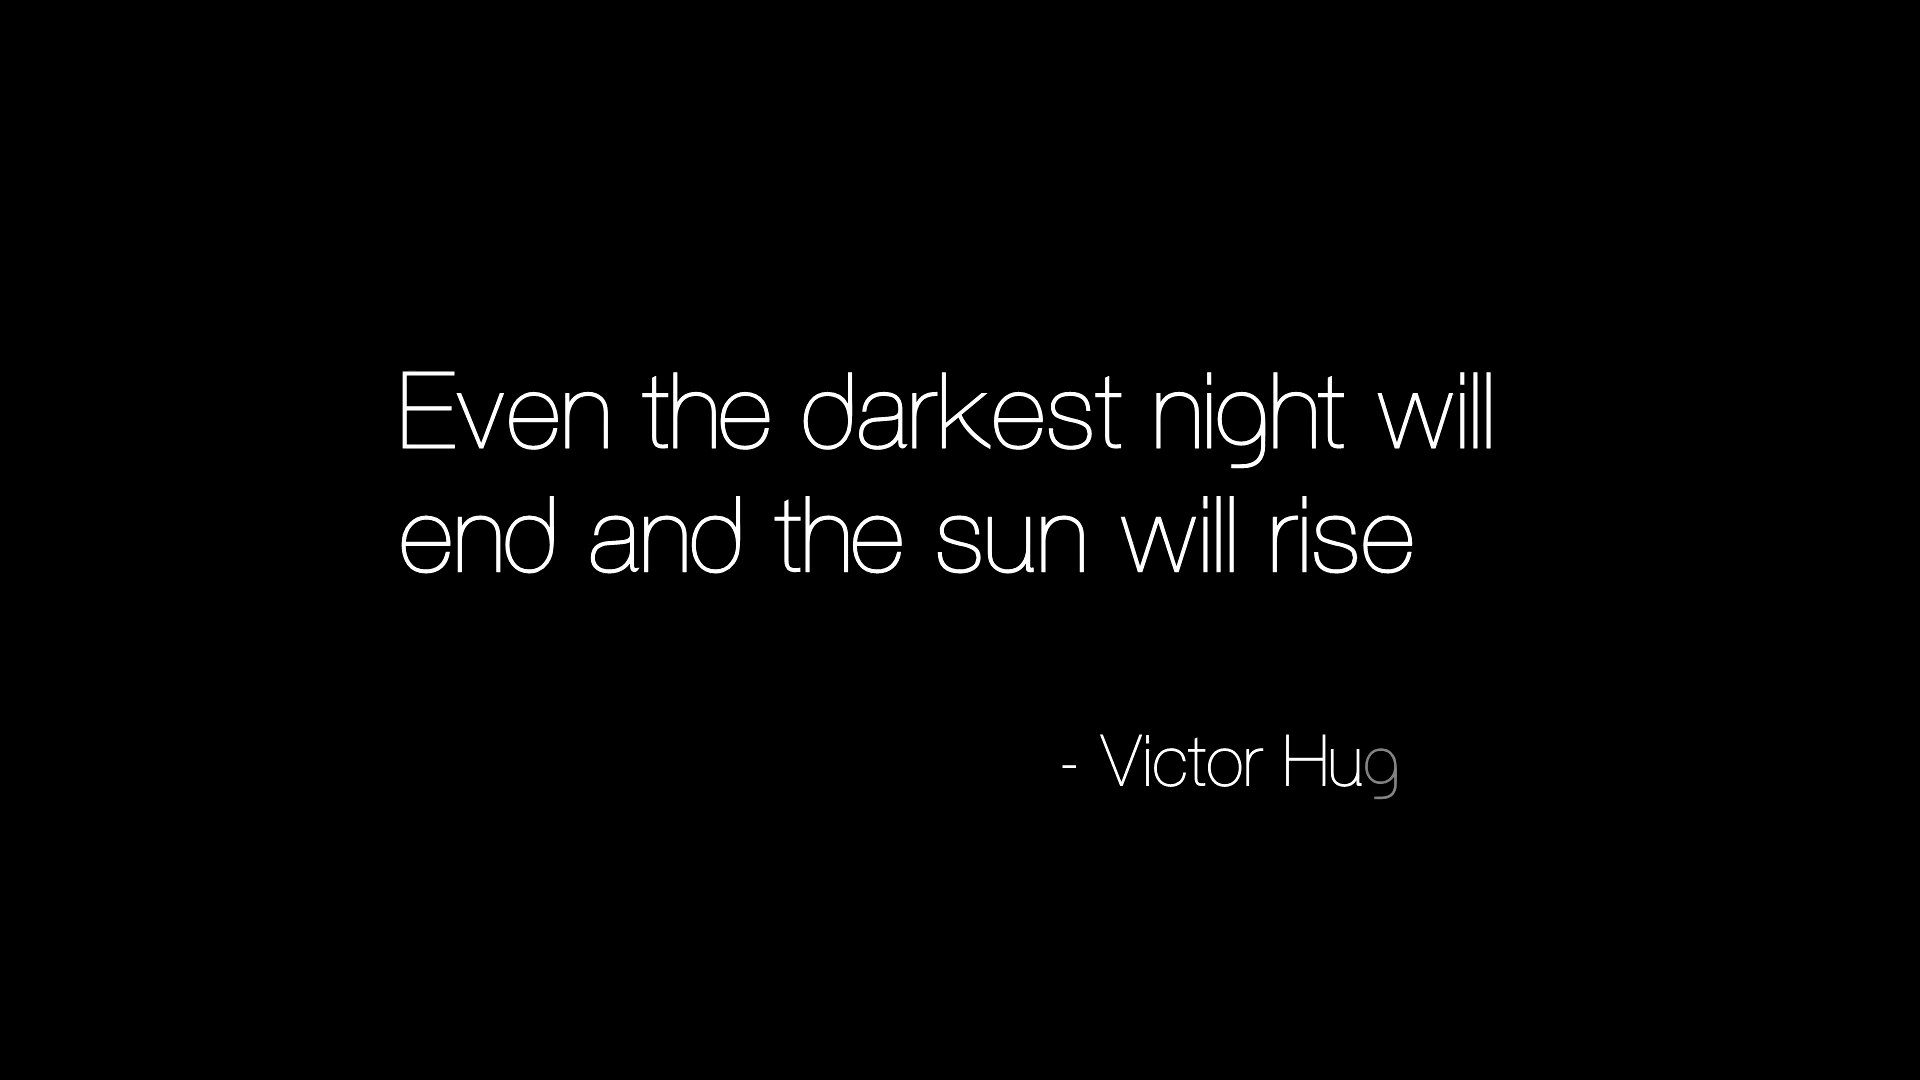 Even the darkest night will
end and the sun will rise
- Victor Hug